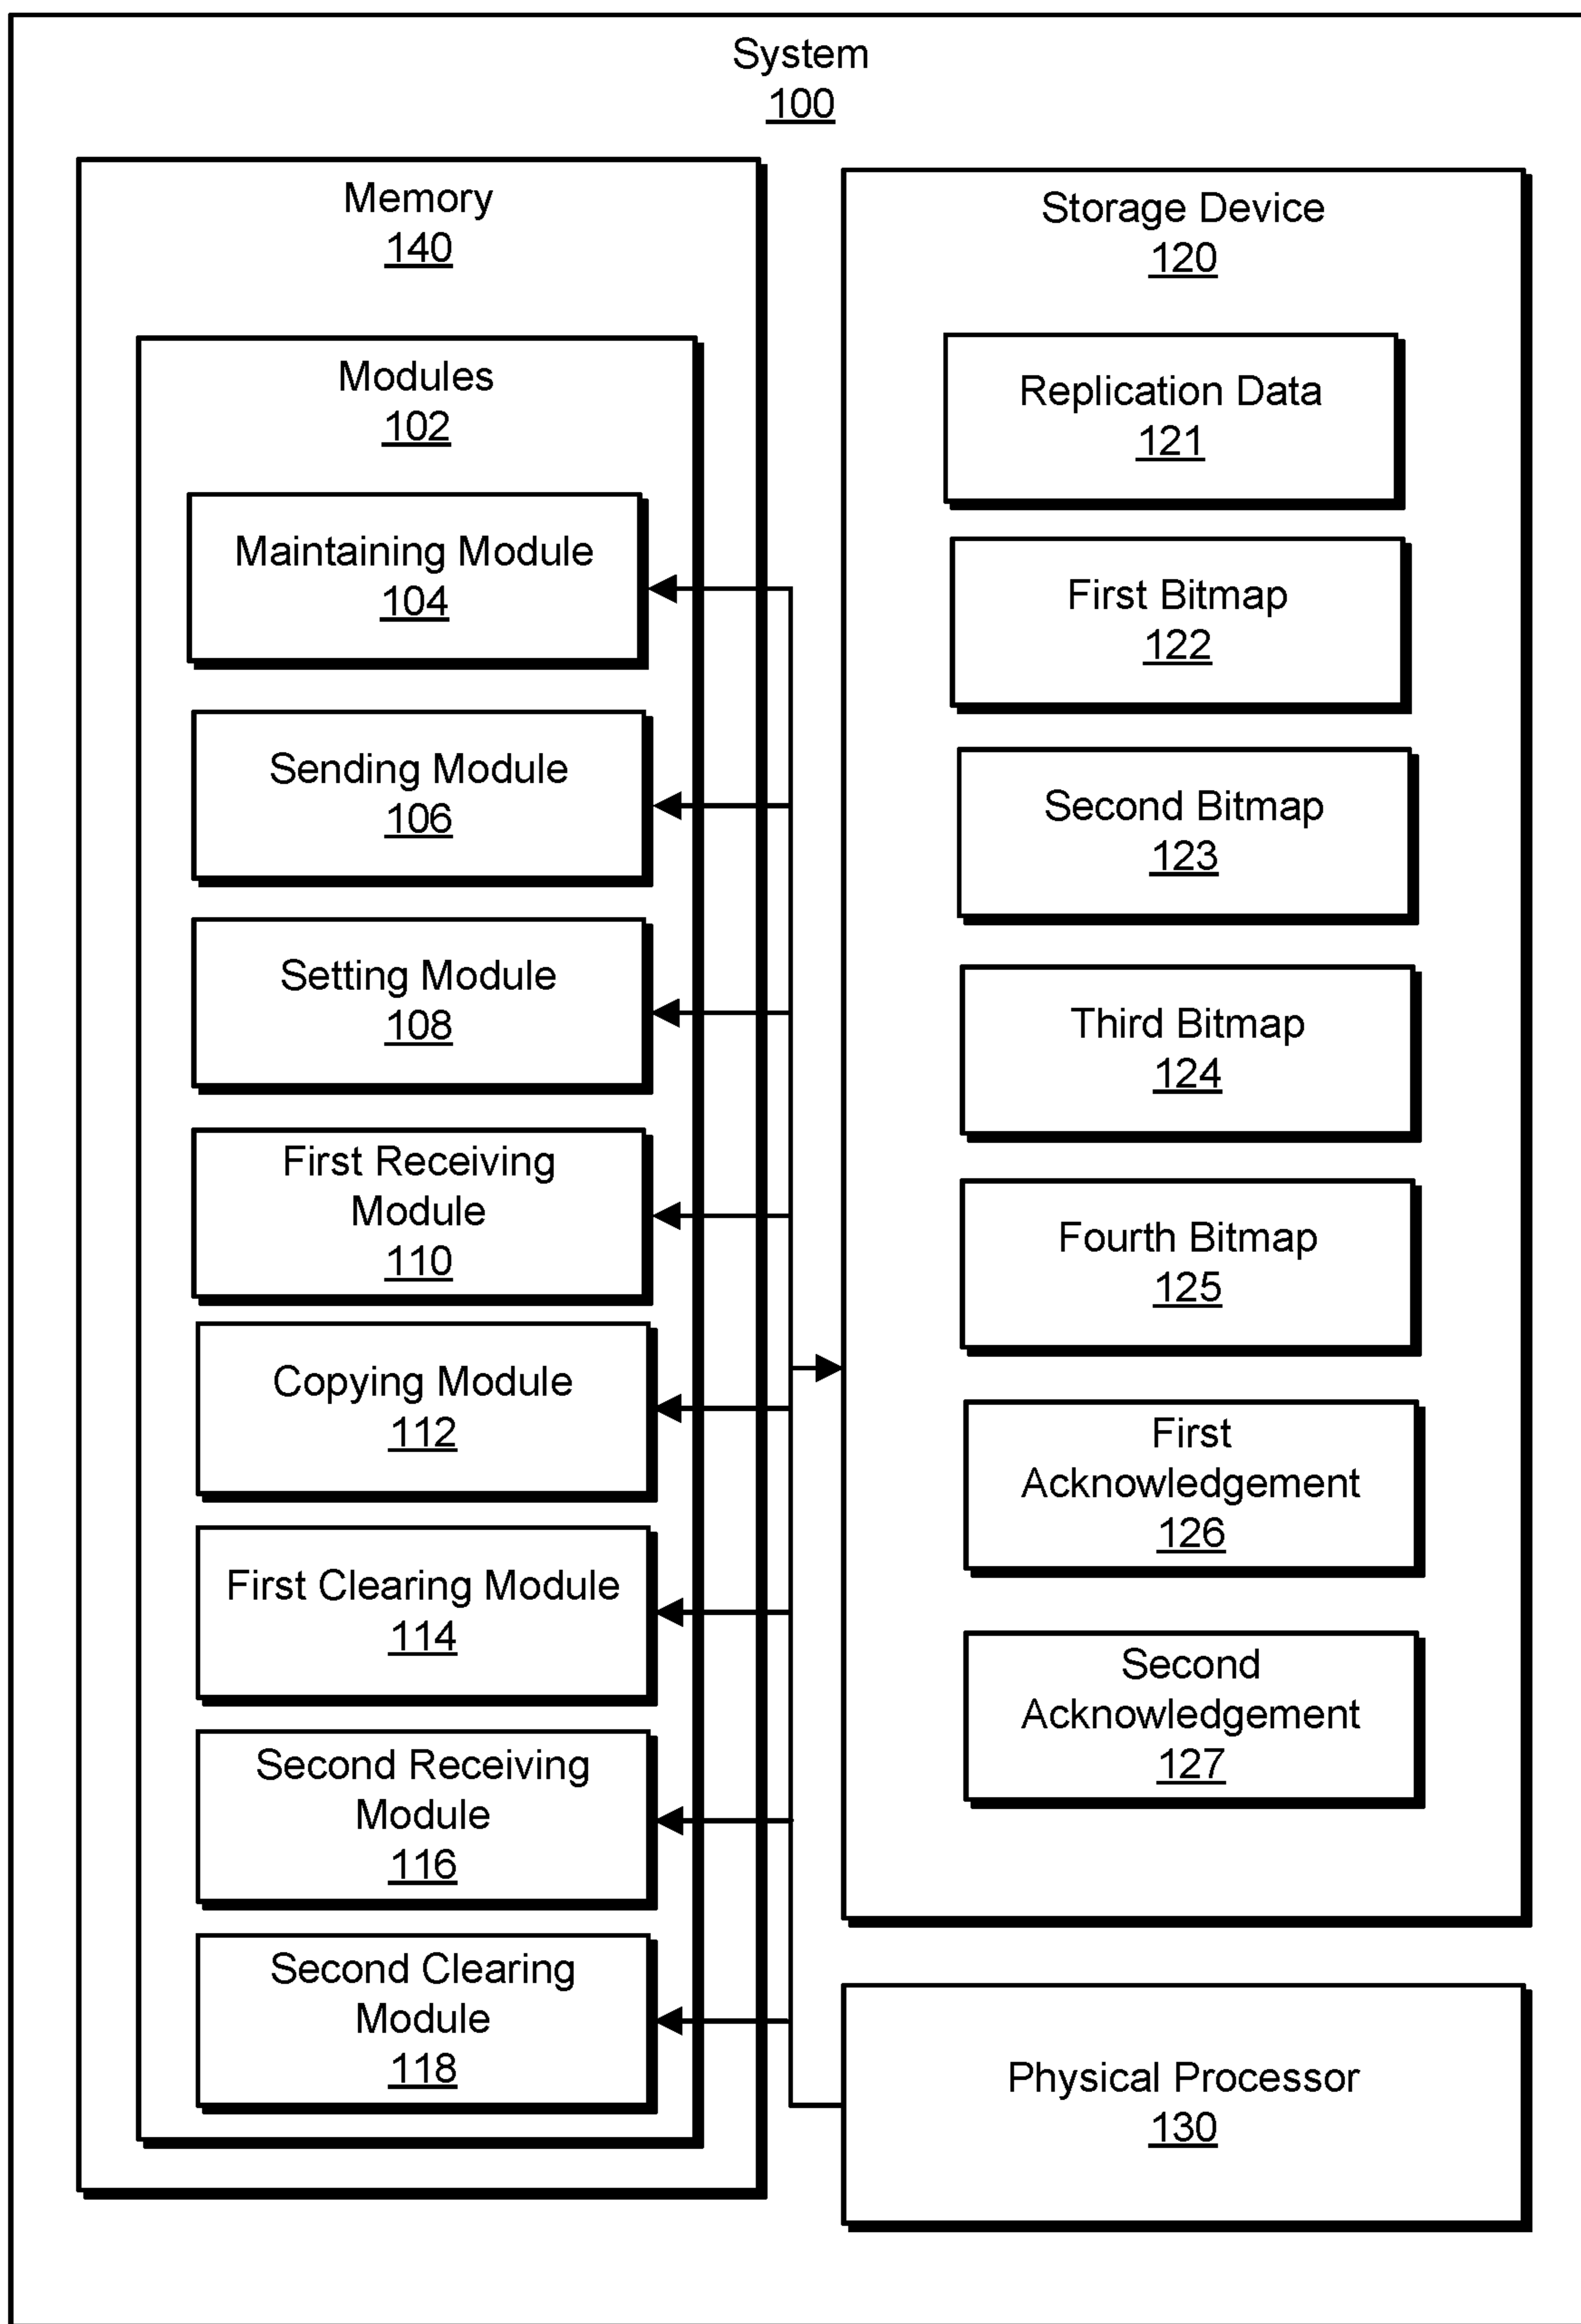 System
100
Memory
140
Modules
102
Maintaining Module
104
Sending Module
106
Setting Module
108
First Receiving
Module
110
Copying Module
112
First Clearing Module
114
Second Receiving
Module
116
Second Clearing
Module
118
Storage Device
120
Replication Data
121
First Bitmap
122
Second Bitmap
123
Third Bitmap
124
Fourth Bitmap
125
First
Acknowledgement
126
Second
Acknowledgement
127
Physical Processor
130